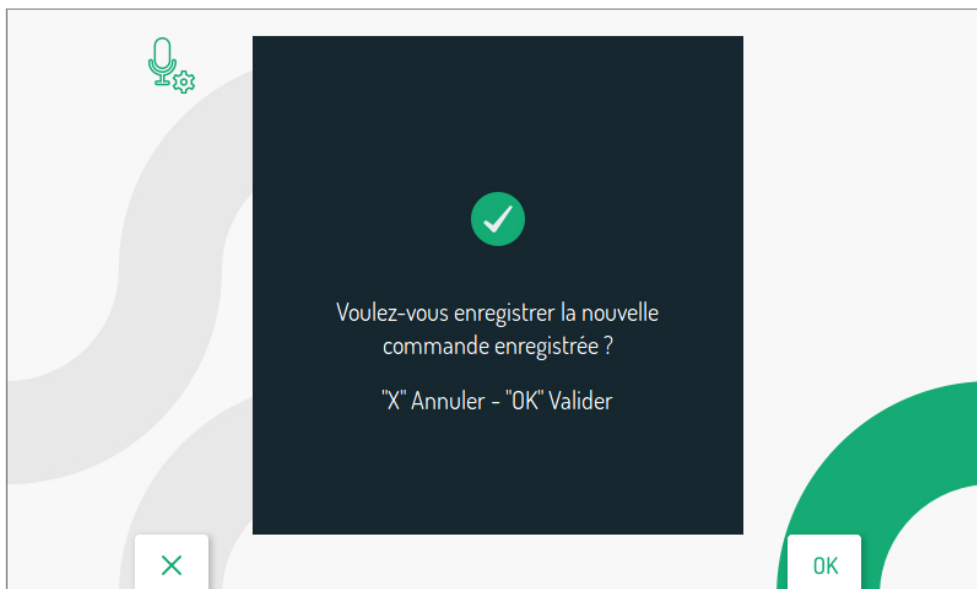 Voulez-vous enregistrer la nouvelle
commande enregistrée ?
"X" Annuler - "OK" Valider
OK